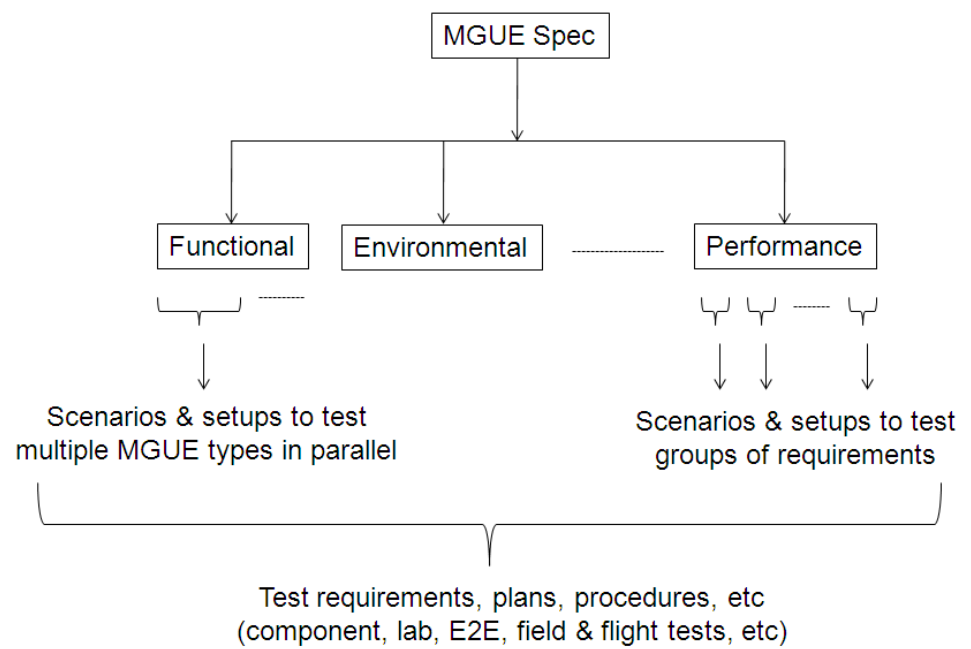 MGUE Spec
Functional
Environmental
Performance
Scenarios & setups to test
multiple MGUE types in parallel
Scenarios & setups to test
groups of requirements
Test requirements, plans, procedures, etc
(component, lab, E2E, field & flight tests, etc)